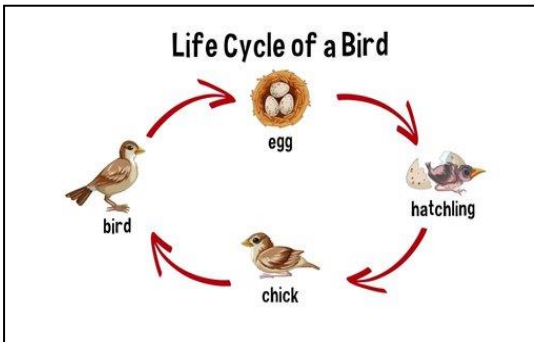 Life Cycle of a Bird
egg
hatchling
bird
chick